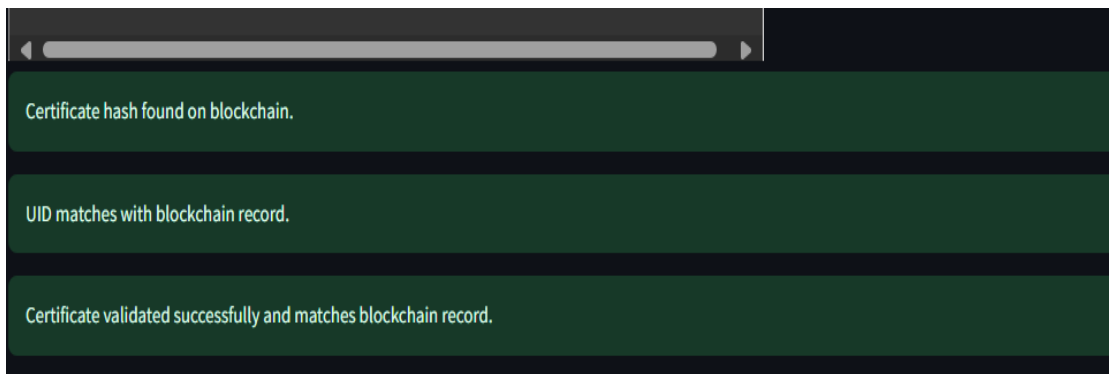 Certificate hash found on blockchain.
UID matches with blockchain record.
Certificate validated successfully and matches blockchain record.